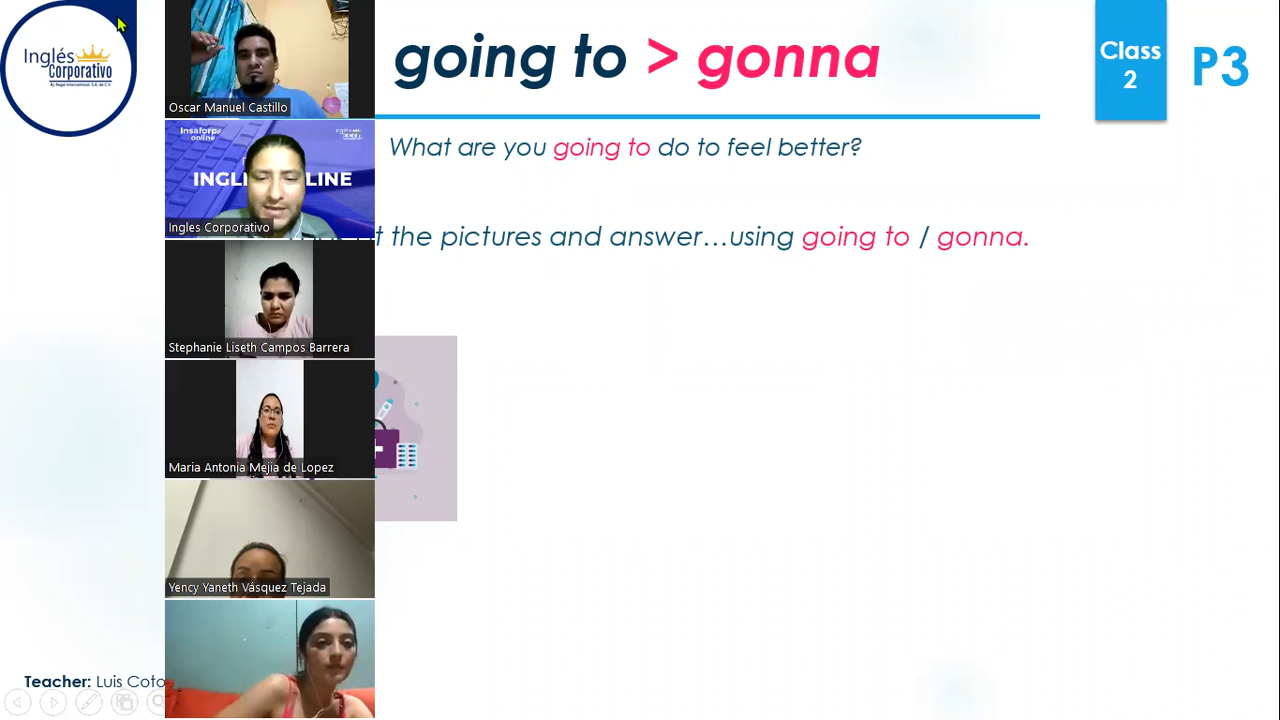 Inglés
Corporativo
By Regal International, S.A. de C.V
going to > gonna
Class
2
P3
Oscar Manuel Castillo
What are you going to do to feel better?
Insaforp
online
INGL LINE
Ingles Corporativo
at the pictures and answer…using going to / gonna.
Stephanie Liseth Campos Barrera
Maria Antonia Mejia de Lopez
Yency Yaneth Vásquez Tejada
Teacher: Luis Coto